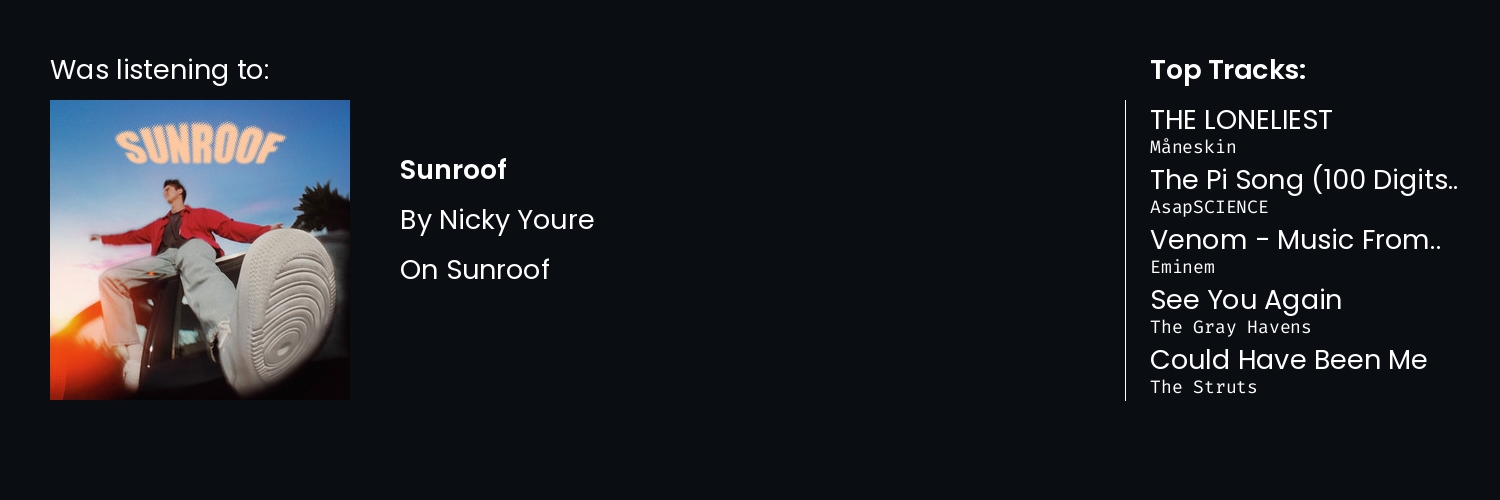 Was listening to:
SUNROOF
Sunroof
By Nicky Youre
On Sunroof
Top Tracks:
THE LONELIEST
Måneskin
The Pi Song (100 Digits..
AsapSCIENCE
Venom - Music From..
Eminem
See You Again
The Gray Havens
Could Have Been Me
The Struts